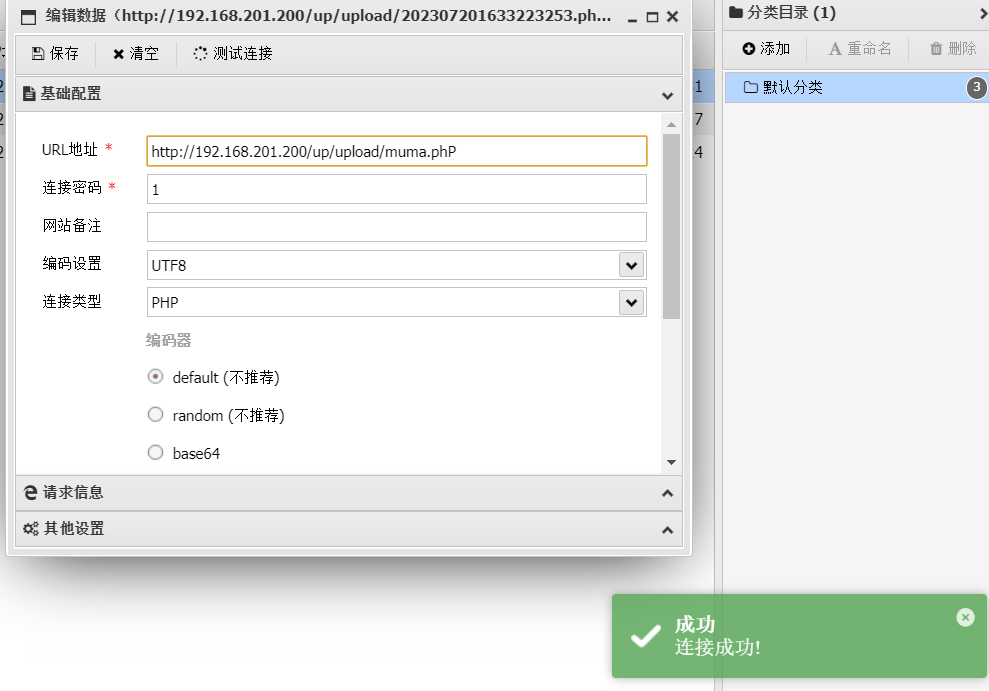 编辑数据（http://192.168.201.200/up/upload/202307201633223253.ph...
保存 清空 测试连接
基础配置
URL地址 * http://192.168.201.200/up/upload/muma.phP
连接密码 * 1
网站备注
编码设置 UTF8
连接类型 PHP
编码器
default (不推荐)
random (不推荐)
base64
请求信息
其他设置
1
7
4
分类目录 (1)
添加 重命名 删除
默认分类 3
成功
连接成功!